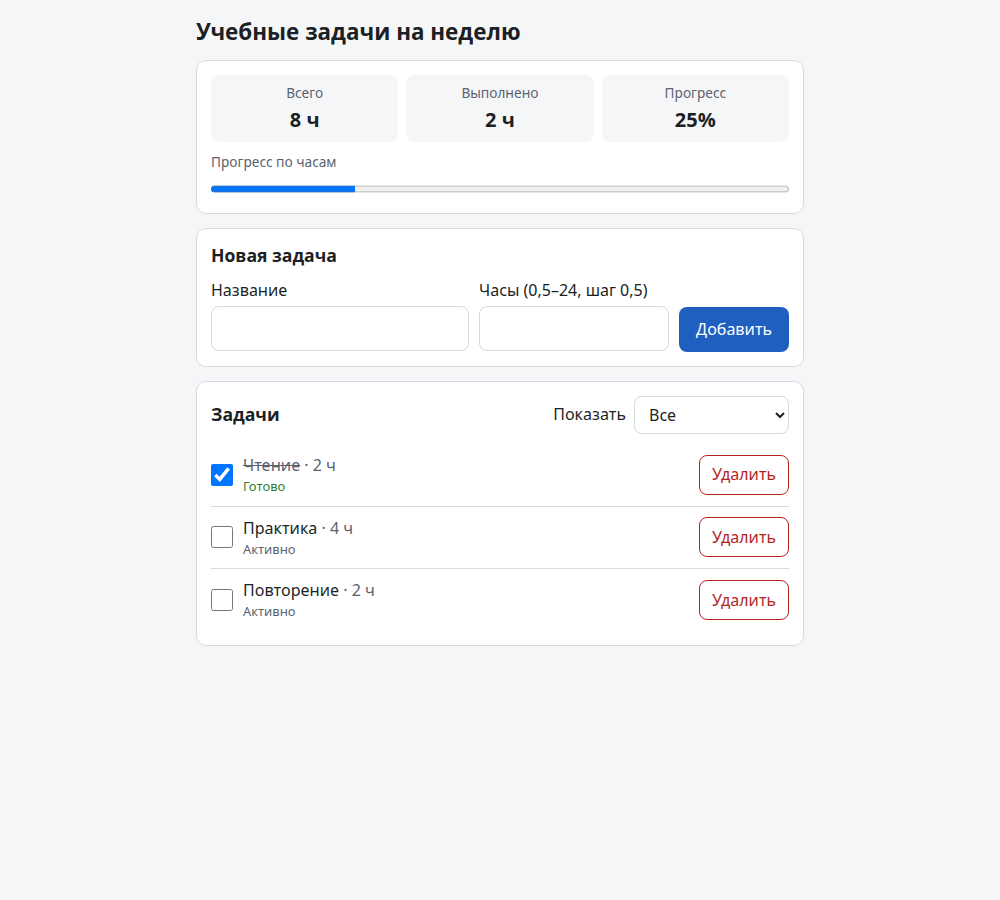 Учебные задачи на неделю
Всего
8 ч
Выполнено
2 ч
Прогресс
25%
Прогресс по часам
Новая задача
Название
Часы (0,5–24, шаг 0,5)
Добавить
Задачи
Показать
Все
Чтение · 2 ч
Готово
Удалить
Практика · 4 ч
Активно
Удалить
Повторение · 2 ч
Активно
Удалить